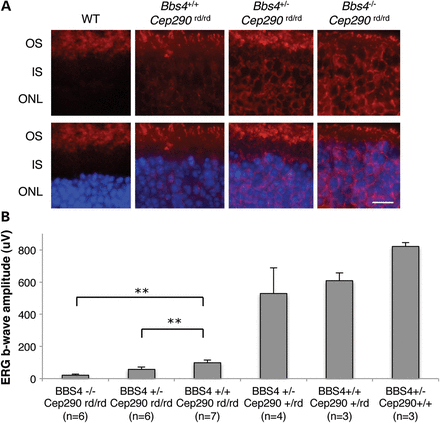 A
WT
Bbs4+/+
Cep290 rd/rd
Bbs4+/-
Cep290 rd/rd
Bbs4-/-
Cep290 rd/rd
OS
IS
ONL
OS
IS
ONL
B
ERG b-wave amplitude (uV)
800
600
400
200
0
**
**
BBS4 -/-
Cep290 rd/rd
(n=6)
BBS4 +/-
Cep290 rd/rd
(n=6)
BBS4 +/+
Cep290 rd/rd
(n=7)
BBS4 +/-
Cep290 +/rd
(n=4)
BBS4+/+
Cep290 +/rd
(n=3)
BBS4+/-
Cep290+/+
(n=3)